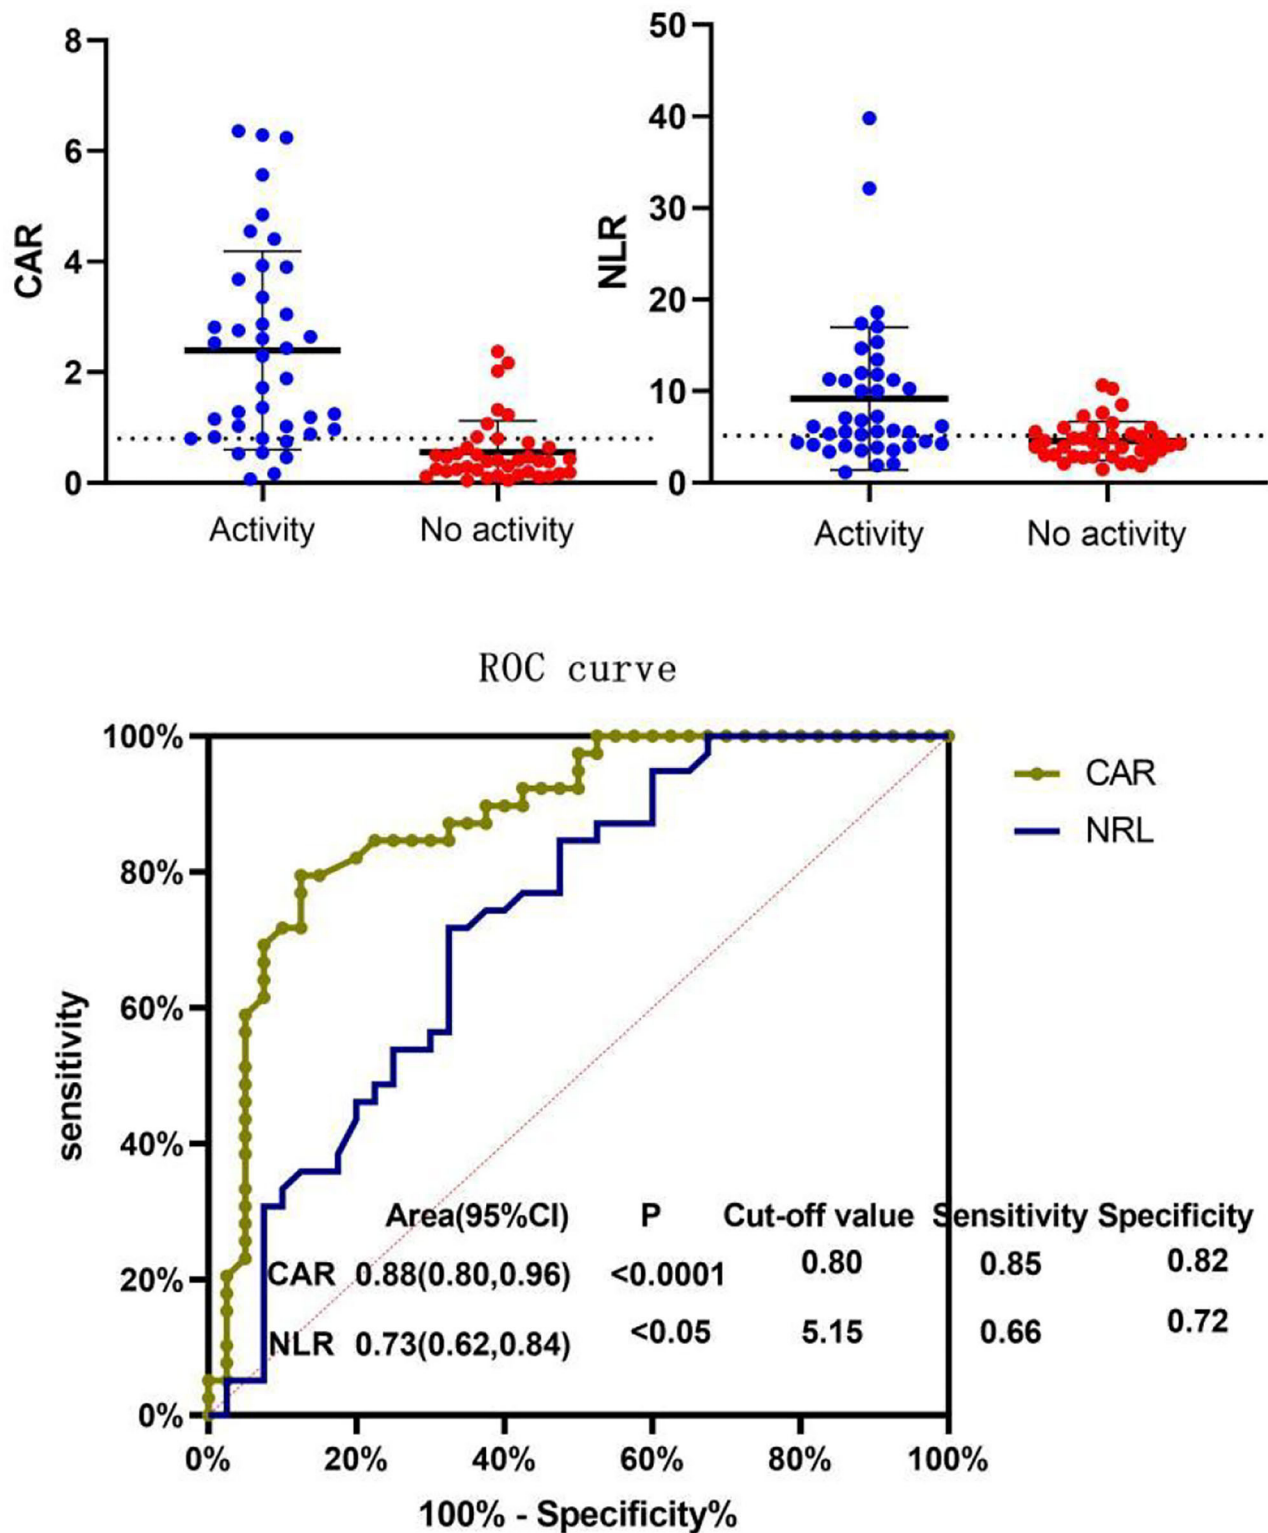 CAR
8
6
4
2
0
Activity No activity
NLR
50
40
30
20
10
0
Activity No activity
ROC curve
sensitivity
100%
80%
60%
40%
20%
0%
0% 20% 40% 60% 80% 100%
100% - Specificity%
CAR
NRL
Area(95%CI) P Cut-off value Sensitivity Specificity
CAR 0.88(0.80,0.96) <0.0001 0.80 0.85 0.82
NLR 0.73(0.62,0.84) <0.05 5.15 0.66 0.72